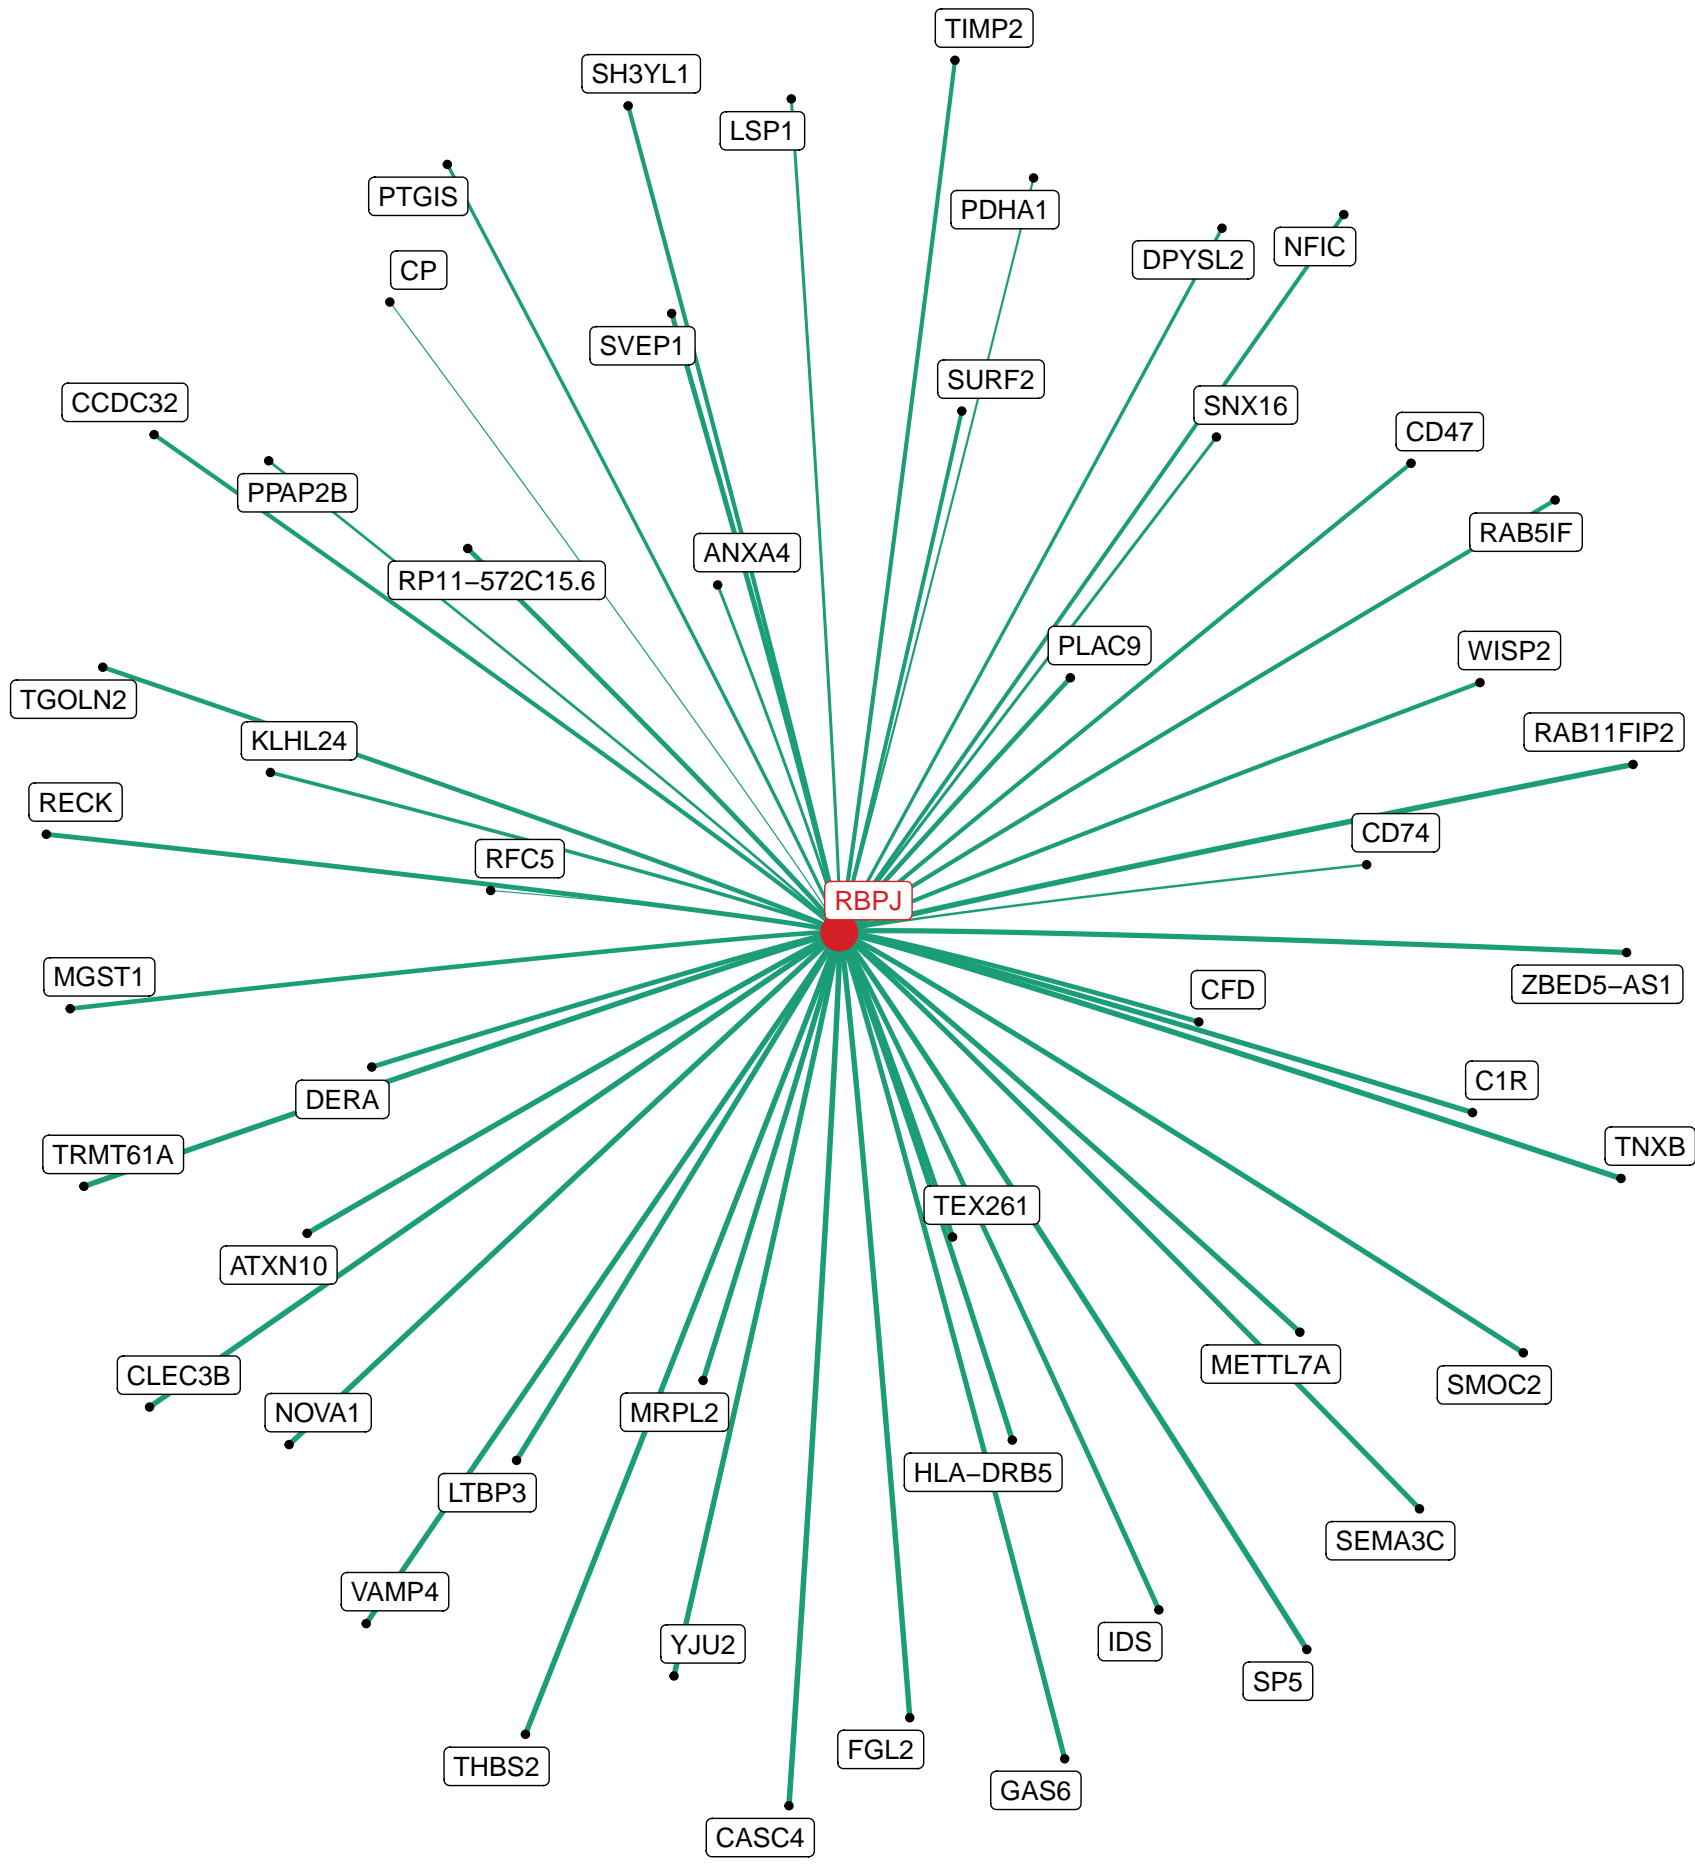 TIMP2
SH3YL1
LSP1
PTGIS
PDHA1
NFIC
DPYSL2
CP
SVEP1
SURF2
CCDC32
SNX16
CD47
PPAP2B
RAB5IF
ANXA4
RP11−572C15.6
PLAC9
WISP2
TGOLN2
RAB11FIP2
KLHL24
RECK
CD74
RFC5
RBPJ
MGST1
ZBED5−AS1
CFD
C1R
DERA
TNXB
TRMT61A
TEX261
ATXN10
METTL7A
CLEC3B
SMOC2
NOVA1
MRPL2
HLA−DRB5
LTBP3
SEMA3C
VAMP4
IDS
YJU2
SP5
FGL2
THBS2
GAS6
CASC4